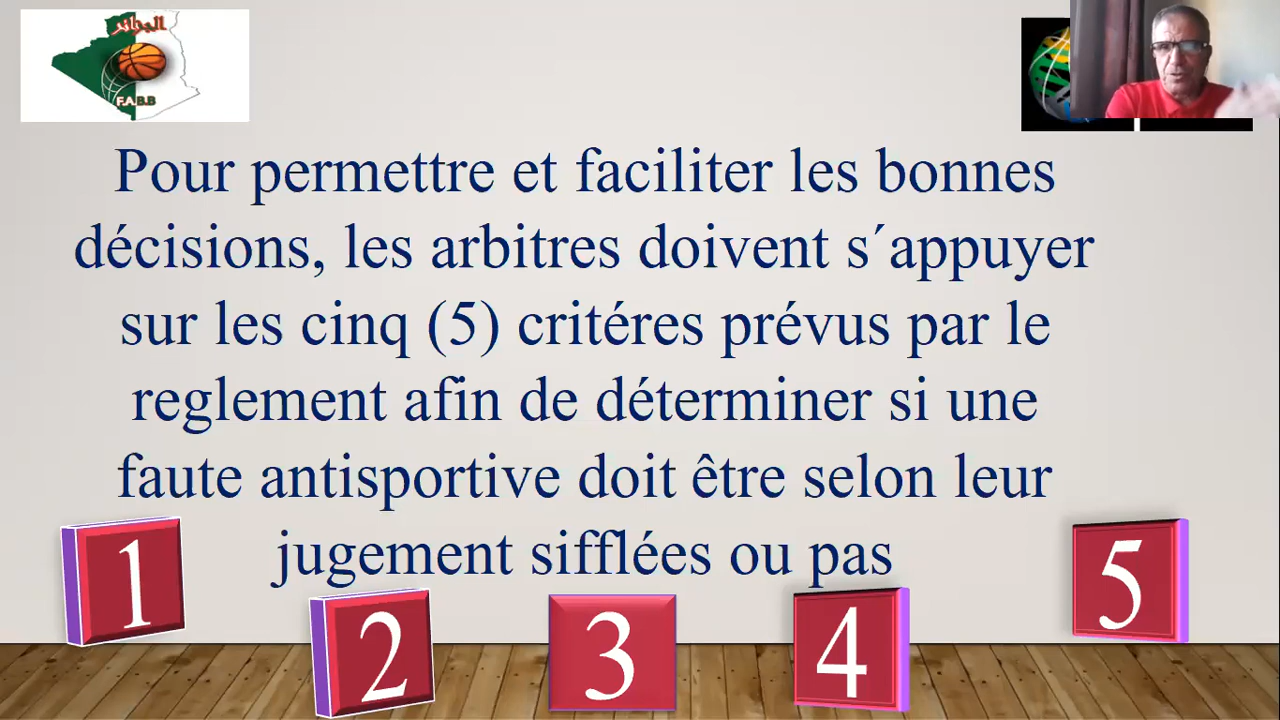 الجزائر
F.A.B.B
Pour permettre et faciliter les bonnes
décisions, les arbitres doivent s´appuyer
sur les cinq (5) critéres prévus par le
reglement afin de déterminer si une
faute antisportive doit être selon leur
jugement sifflées ou pas
1
2
3
4
5